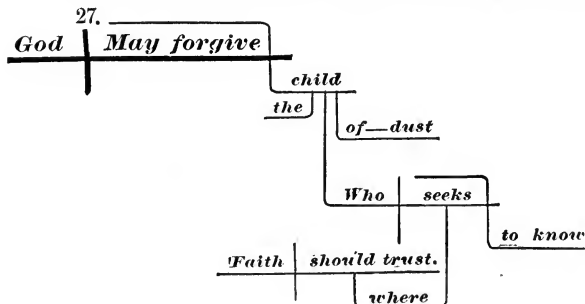 27.
God May forgive
child
the
of—dust
Who seeks
to know
Faith should trust.
where